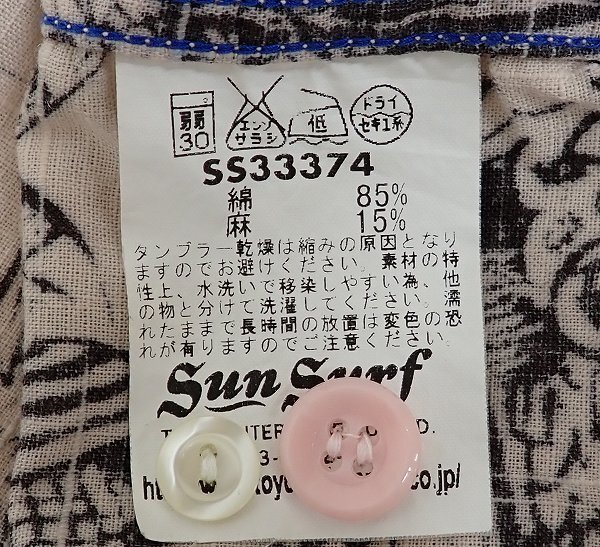 弱
30
エンソ
サラシ
低
ドライ
セキユ系
SS33374
綿 85%
麻 15%
タンブラー乾燥は縮みの原因となり
ますのでお避けください。素材の特
性上、水洗いで移染しやすい為、他
の物と分けて洗濯してください。濡
れたままで長時間の放置は変色の恐
れが有りますのでご注意ください。
Sun Surf